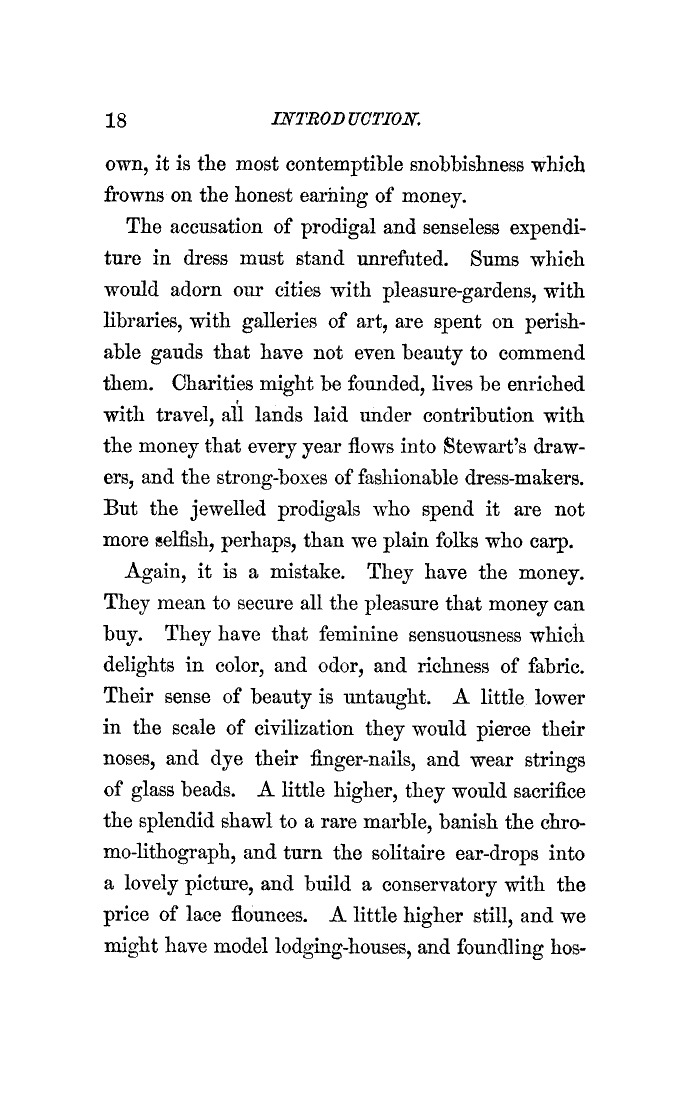 18 INTRODUCTION.
own, it is the most contemptible snobbishness which
frowns on the honest earning of money.
The accusation of prodigal and senseless expendi-
ture in dress must stand unrefuted. Sums which
would adorn our cities with pleasure-gardens, with
libraries, with galleries of art, are spent on perish-
able gauds that have not even beauty to commend
them. Charities might be founded, lives be enriched
with travel, all lands laid under contribution with
the money that every year flows into Stewart's draw-
ers, and the strong-boxes of fashionable dress-makers.
But the jewelled prodigals who spend it are not
more selfish, perhaps, than we plain folks who carp.
Again, it is a mistake. They have the money.
They mean to secure all the pleasure that money can
buy. They have that feminine sensuousness which
delights in color, and odor, and richness of fabric.
Their sense of beauty is untaught. A little lower
in the scale of civilization they would pierce their
noses, and dye their finger-nails, and wear strings
of glass beads. A little higher, they would sacrifice
the splendid shawl to a rare marble, banish the chro-
mo-lithograph, and turn the solitaire ear-drops into
a lovely picture, and build a conservatory with the
price of lace flounces. A little higher still, and we
might have model lodging-houses, and foundling hos-